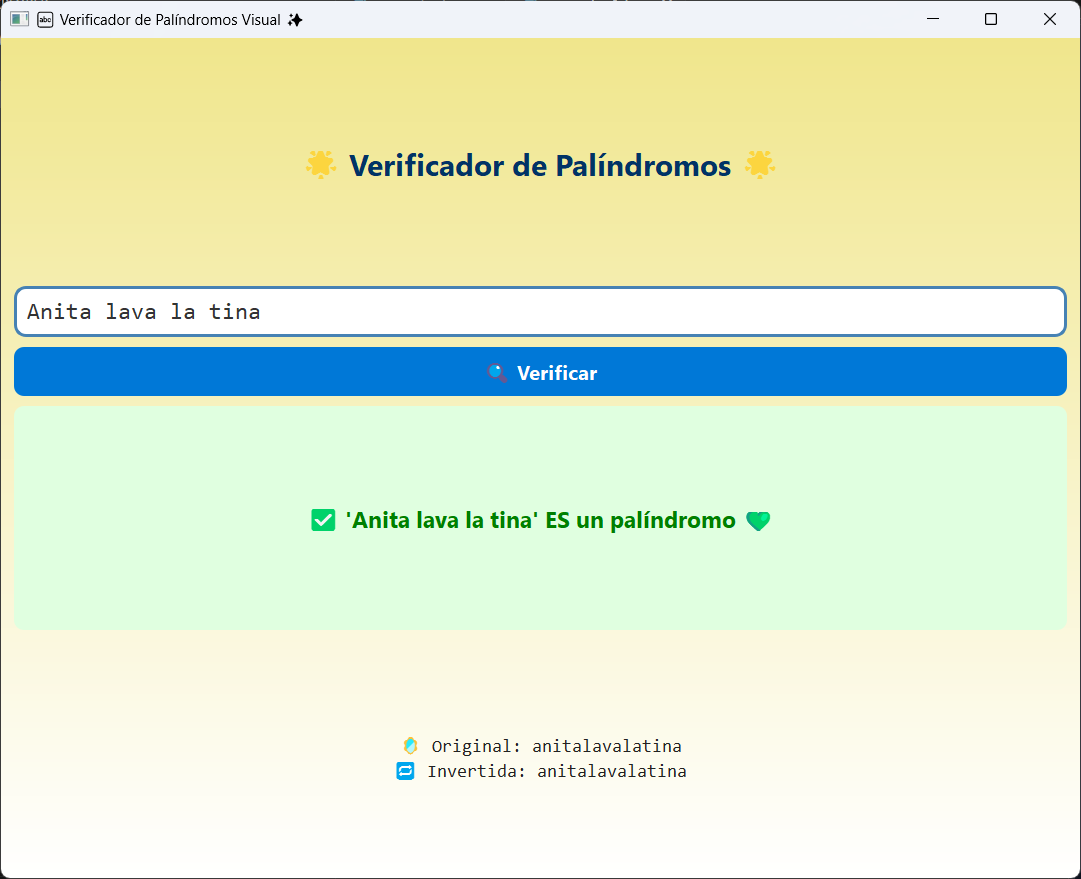 🔤 Verificador de Palíndromos Visual ✨
🌟 Verificador de Palíndromos 🌟
Anita lava la tina
🔍 Verificar
✅ 'Anita lava la tina' ES un palíndromo 💚
🪞 Original: anitalavalatina
🔁 Invertida: anitalavalatina